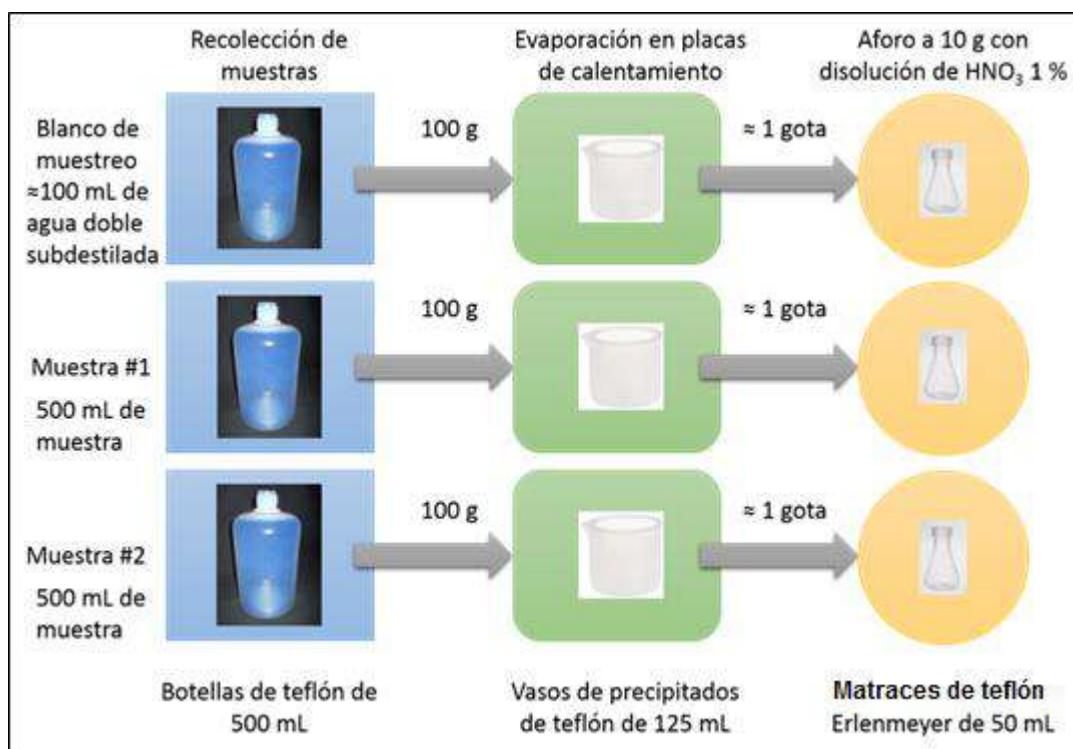 Recolección de
muestras
Evaporación en placas
de calentamiento
Aforo a 10 g con
disolución de HNO₃ 1 %
Blanco de
muestreo
≈100 mL de
agua doble
subdestilada
100 g
≈ 1 gota
Muestra #1
500 mL de
muestra
100 g
≈ 1 gota
Muestra #2
500 mL de
muestra
100 g
≈ 1 gota
Botellas de teflón de
500 mL
Vasos de precipitados
de teflón de 125 mL
Matraces de teflón
Erlenmeyer de 50 mL